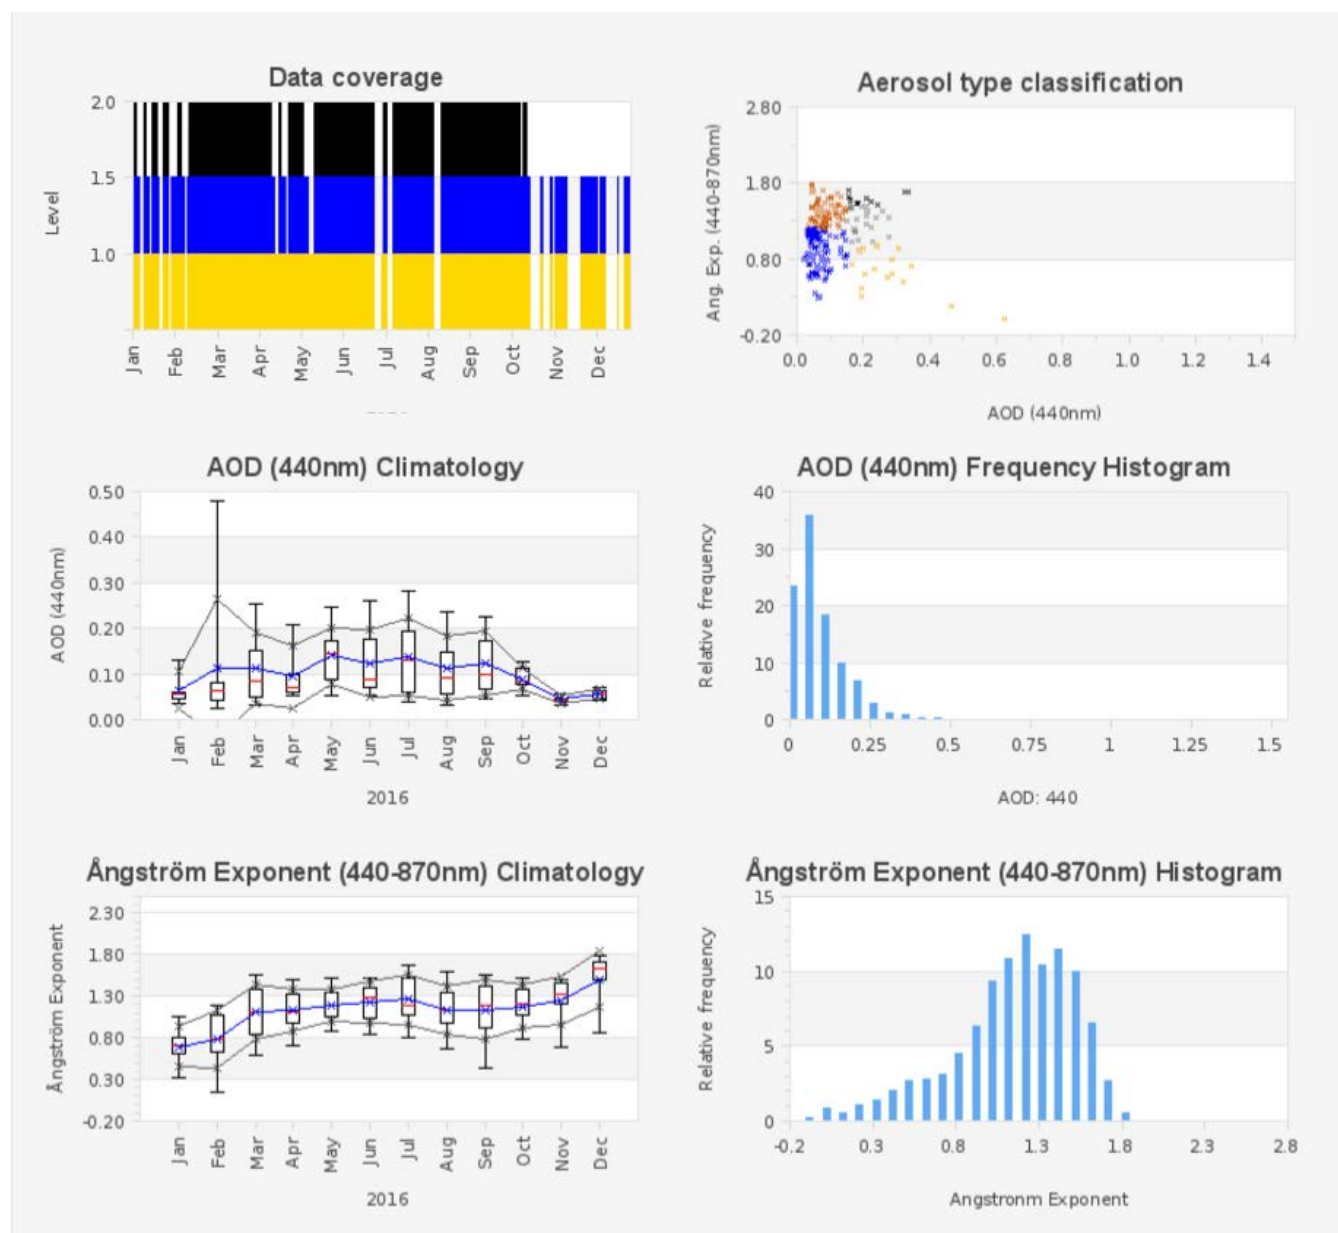 Data coverage
2.0
1.5
1.0
Level
Jan
Feb
Mar
Apr
May
Jun
Jul
Aug
Sep
Oct
Nov
Dec
Aerosol type classification
2.80
1.80
0.80
-0.20
Ang. Exp. (440-870nm)
0.0 0.2 0.4 0.6 0.8 1.0 1.2 1.4
AOD (440nm)
AOD (440nm) Climatology
0.50
0.40
0.30
0.20
0.10
0.00
AOD (440nm)
Jan
Feb
Mar
Apr
May
Jun
Jul
Aug
Sep
Oct
Nov
Dec
2016
AOD (440nm) Frequency Histogram
40
30
20
10
0
Relative frequency
0 0.25 0.5 0.75 1 1.25 1.5
AOD: 440
Ångström Exponent (440-870nm) Climatology
2.30
1.80
1.30
0.80
0.30
-0.20
Ångström Exponent
Jan
Feb
Mar
Apr
May
Jun
Jul
Aug
Sep
Oct
Nov
Dec
2016
Ångström Exponent (440-870nm) Histogram
15
10
5
0
Relative frequency
-0.2 0.3 0.8 1.3 1.8 2.3 2.8
Angstronm Exponent